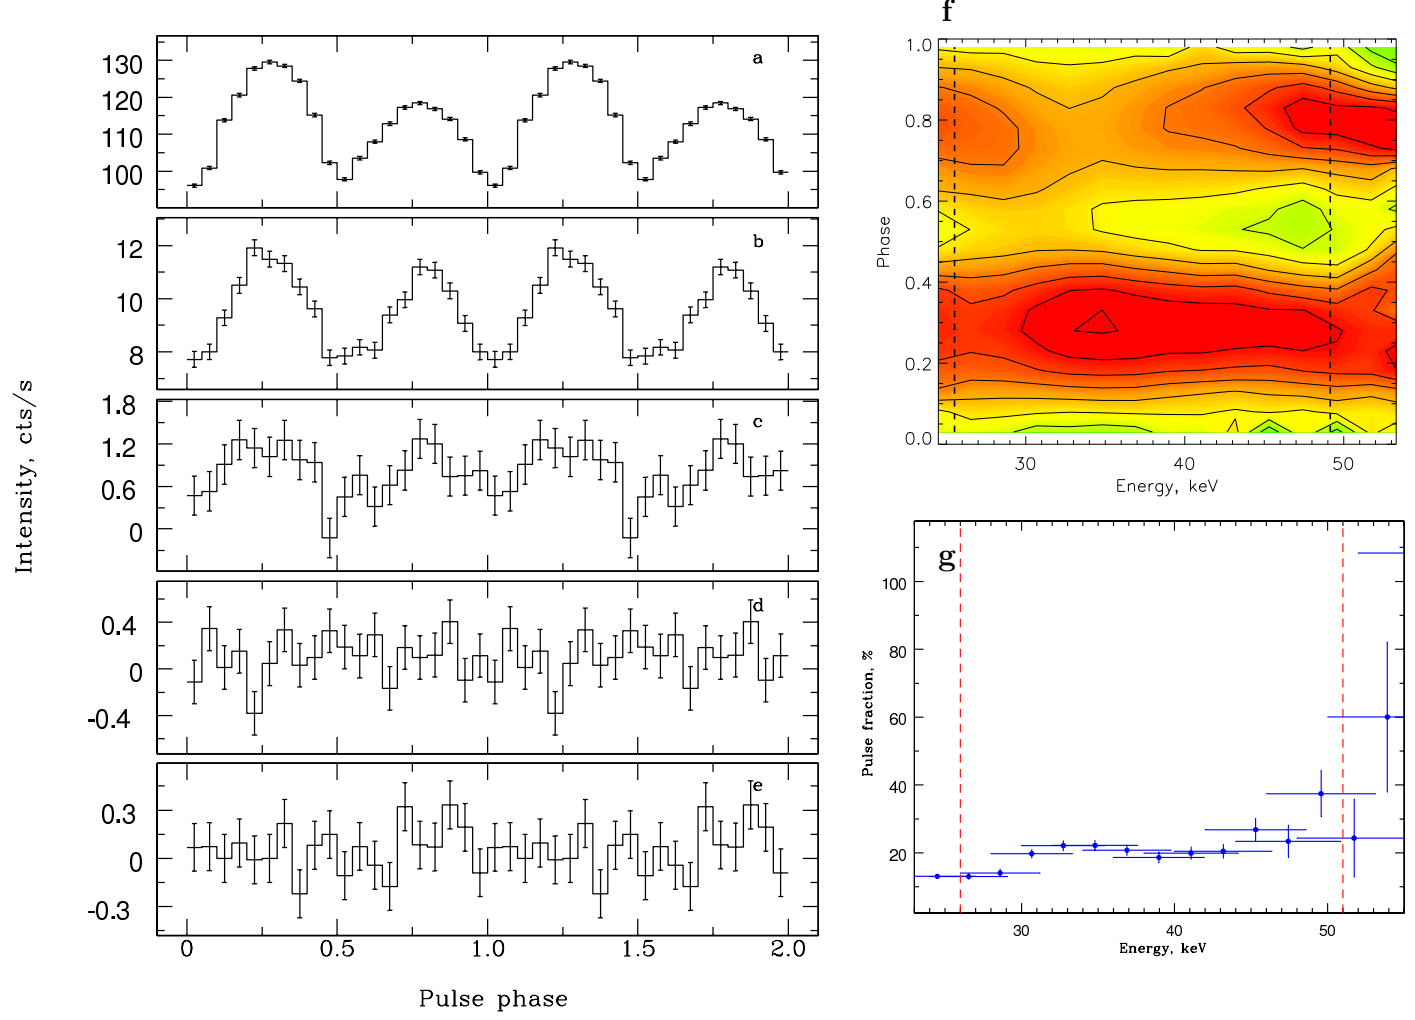 Intensity, cts/s
a
130
120
110
100
b
12
10
8
c
1.8
1.2
0.6
0
d
0.4
0
-0.4
e
0.3
0
-0.3
0 0.5 1.0 1.5 2.0
Pulse phase
f
Phase
1.0
0.8
0.6
0.4
0.2
0.0
30 40 50
Energy, keV
g
Pulse fraction, %
100
80
60
40
20
30 40 50
Energy, keV